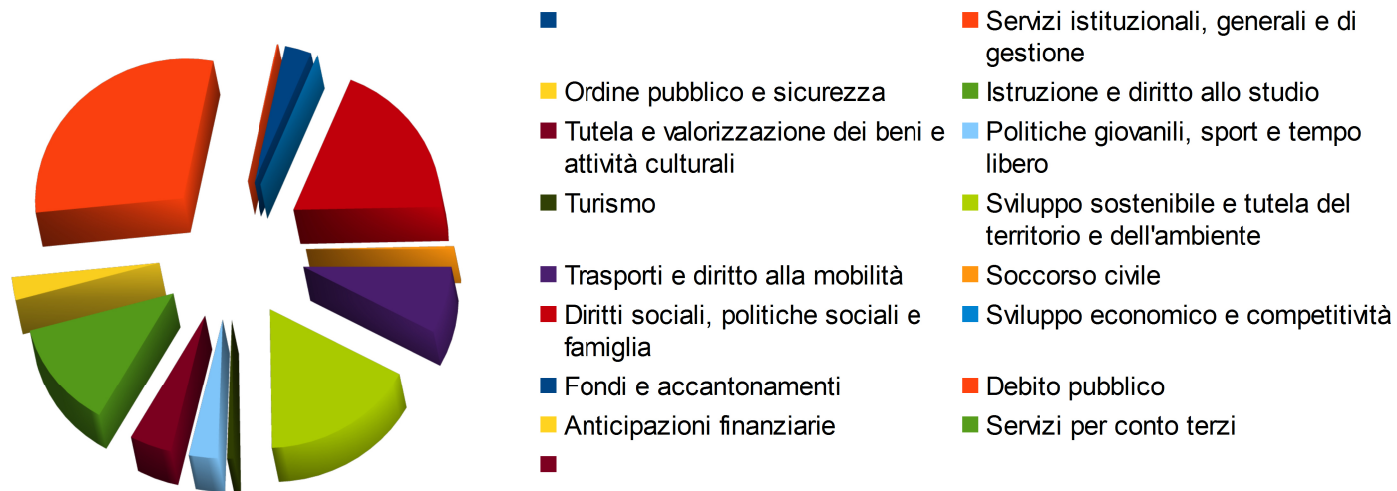 Servizi istituzionali, generali e di
gestione
Ordine pubblico e sicurezza
Istruzione e diritto allo studio
Tutela e valorizzazione dei beni e
attività culturali
Politiche giovanili, sport e tempo
libero
Turismo
Sviluppo sostenibile e tutela del
territorio e dell'ambiente
Trasporti e diritto alla mobilità
Soccorso civile
Diritti sociali, politiche sociali e
famiglia
Sviluppo economico e competitività
Fondi e accantonamenti
Debito pubblico
Anticipazioni finanziarie
Servizi per conto terzi